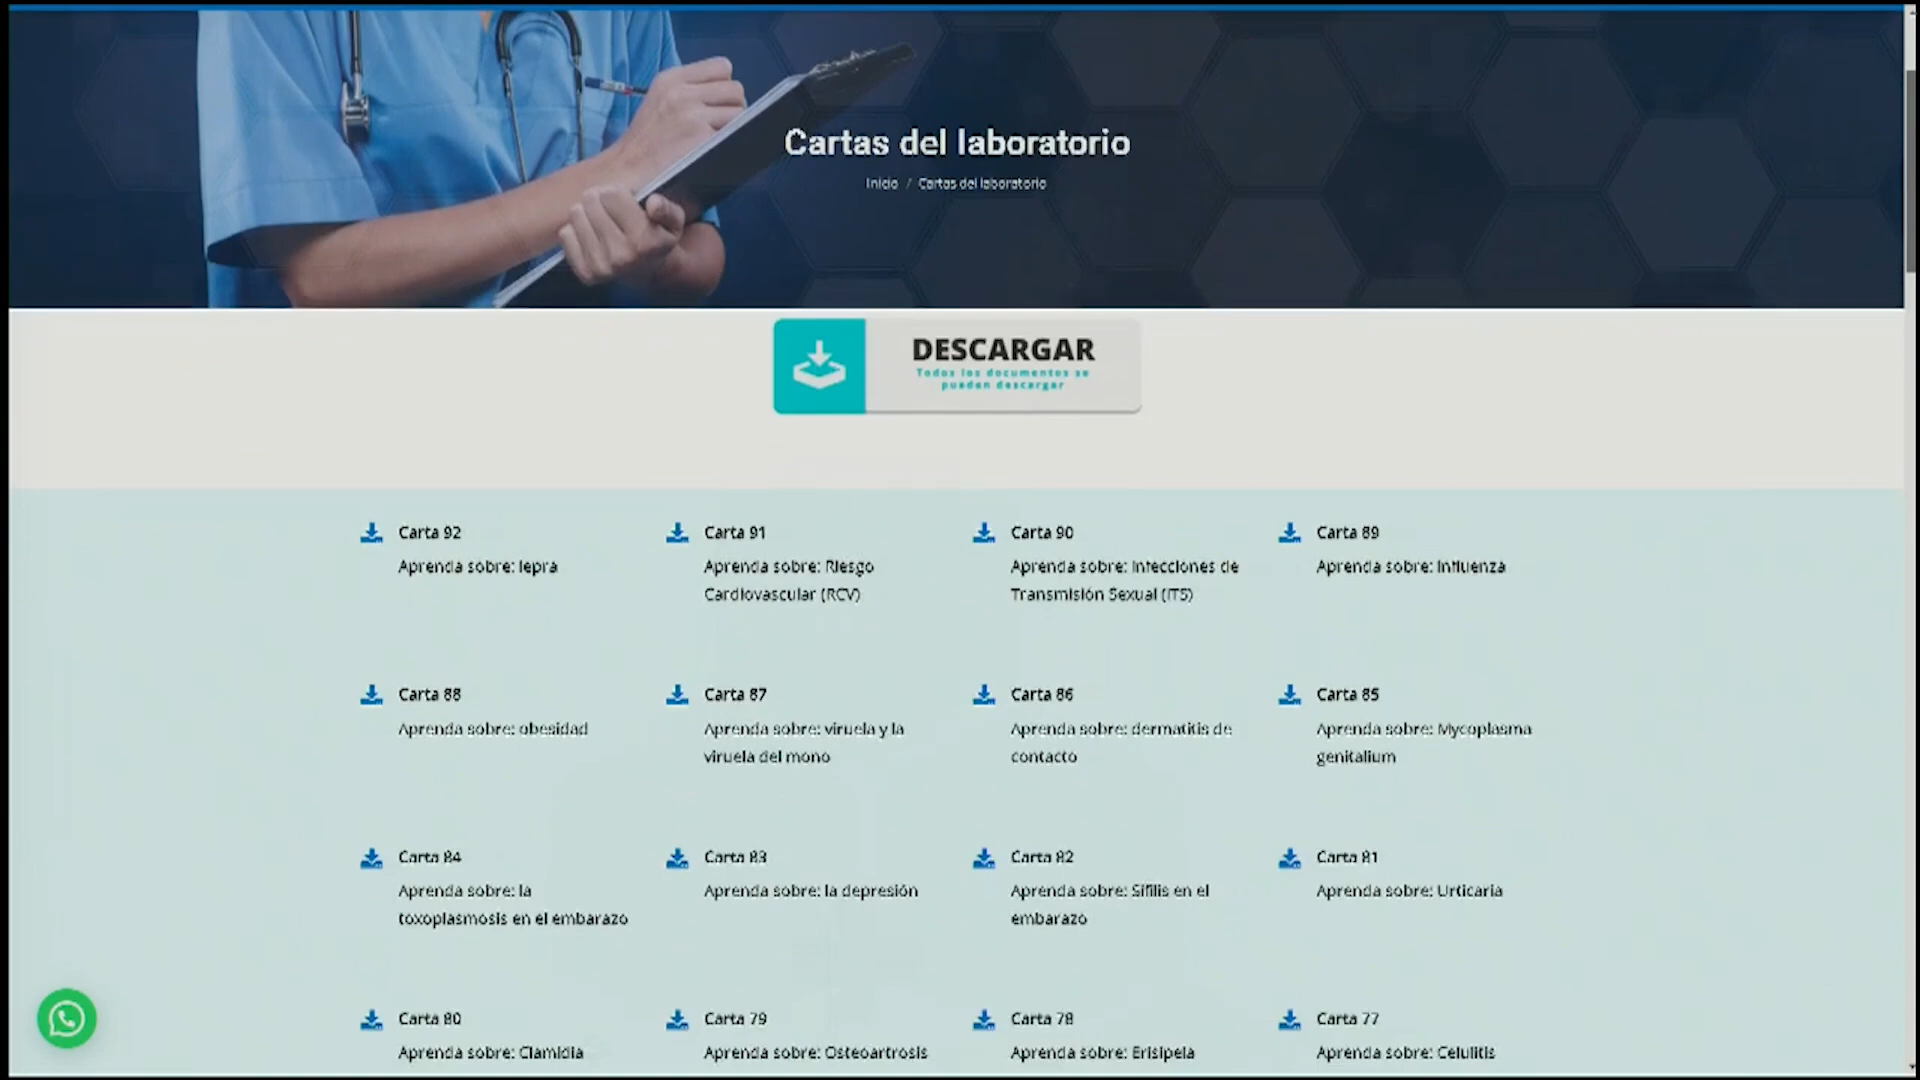 Cartas del laboratorio
Inicio / Cartas del laboratorio
DESCARGAR
Todos los documentos se
pueden descargar
Carta 92
Aprenda sobre: lepra
Carta 91
Aprenda sobre: Riesgo
Cardiovascular (RCV)
Carta 90
Aprenda sobre: Infecciones de
Transmisión Sexual (ITS)
Carta 89
Aprenda sobre: Influenza
Carta 88
Aprenda sobre: obesidad
Carta 87
Aprenda sobre: viruela y la
viruela del mono
Carta 86
Aprenda sobre: dermatitis de
contacto
Carta 85
Aprenda sobre: Mycoplasma
genitalium
Carta 84
Aprenda sobre: la
toxoplasmosis en el embarazo
Carta 83
Aprenda sobre: la depresión
Carta 82
Aprenda sobre: Sífilis en el
embarazo
Carta 81
Aprenda sobre: Urticaria
Carta 80
Aprenda sobre: Clamidia
Carta 79
Aprenda sobre: Osteoartrosis
Carta 78
Aprenda sobre: Erisipela
Carta 77
Aprenda sobre: Celulitis